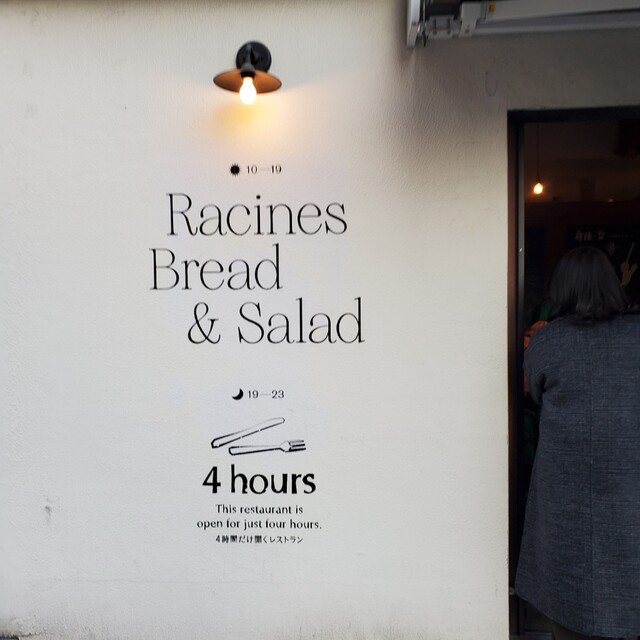 10—19
Racines
Bread
& Salad
19—23
4 hours
This restaurant is
open for just four hours.
4時間だけ開くレストラン